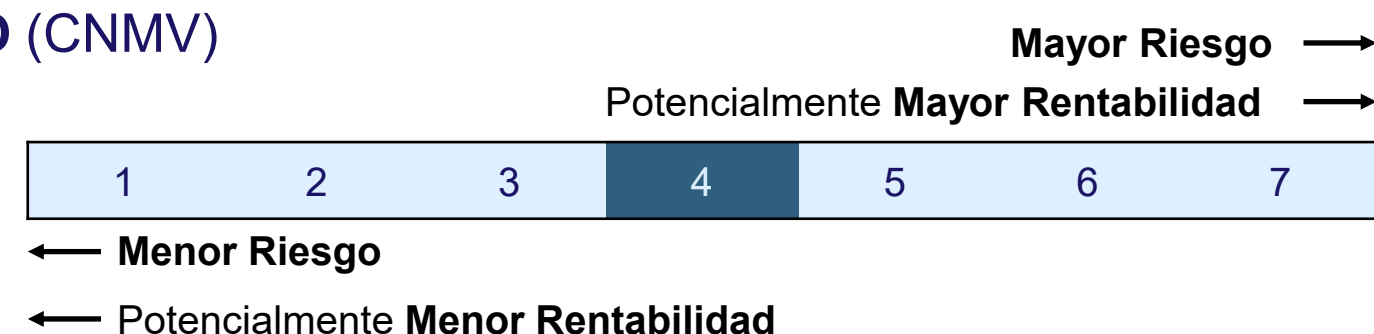 (CNMV)
Mayor Riesgo
Potencialmente Mayor Rentabilidad
1 2 3 4 5 6 7
Menor Riesgo
Potencialmente Menor Rentabilidad